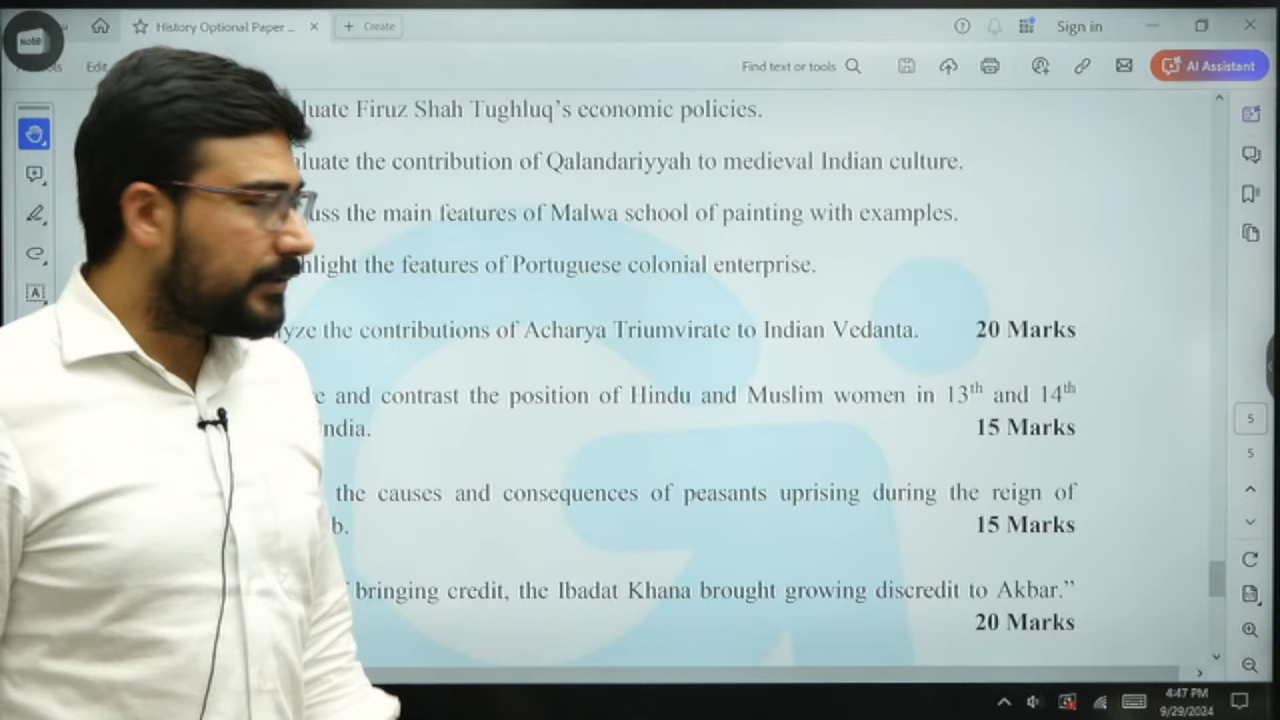 Note
History Optional Paper ...
+ Create
Sign in
Edit
Find text or tools
AI Assistant
luate Firuz Shah Tughluq's economic policies.
luate the contribution of Qalandariyyah to medieval Indian culture.
uss the main features of Malwa school of painting with examples.
hlight the features of Portuguese colonial enterprise.
yze the contributions of Acharya Triumvirate to Indian Vedanta. 20 Marks
e and contrast the position of Hindu and Muslim women in 13th and 14th
ndia. 15 Marks
the causes and consequences of peasants uprising during the reign of
b. 15 Marks
bringing credit, the Ibadat Khana brought growing discredit to Akbar.”
20 Marks
5
5
4:47 PM
9/29/2024